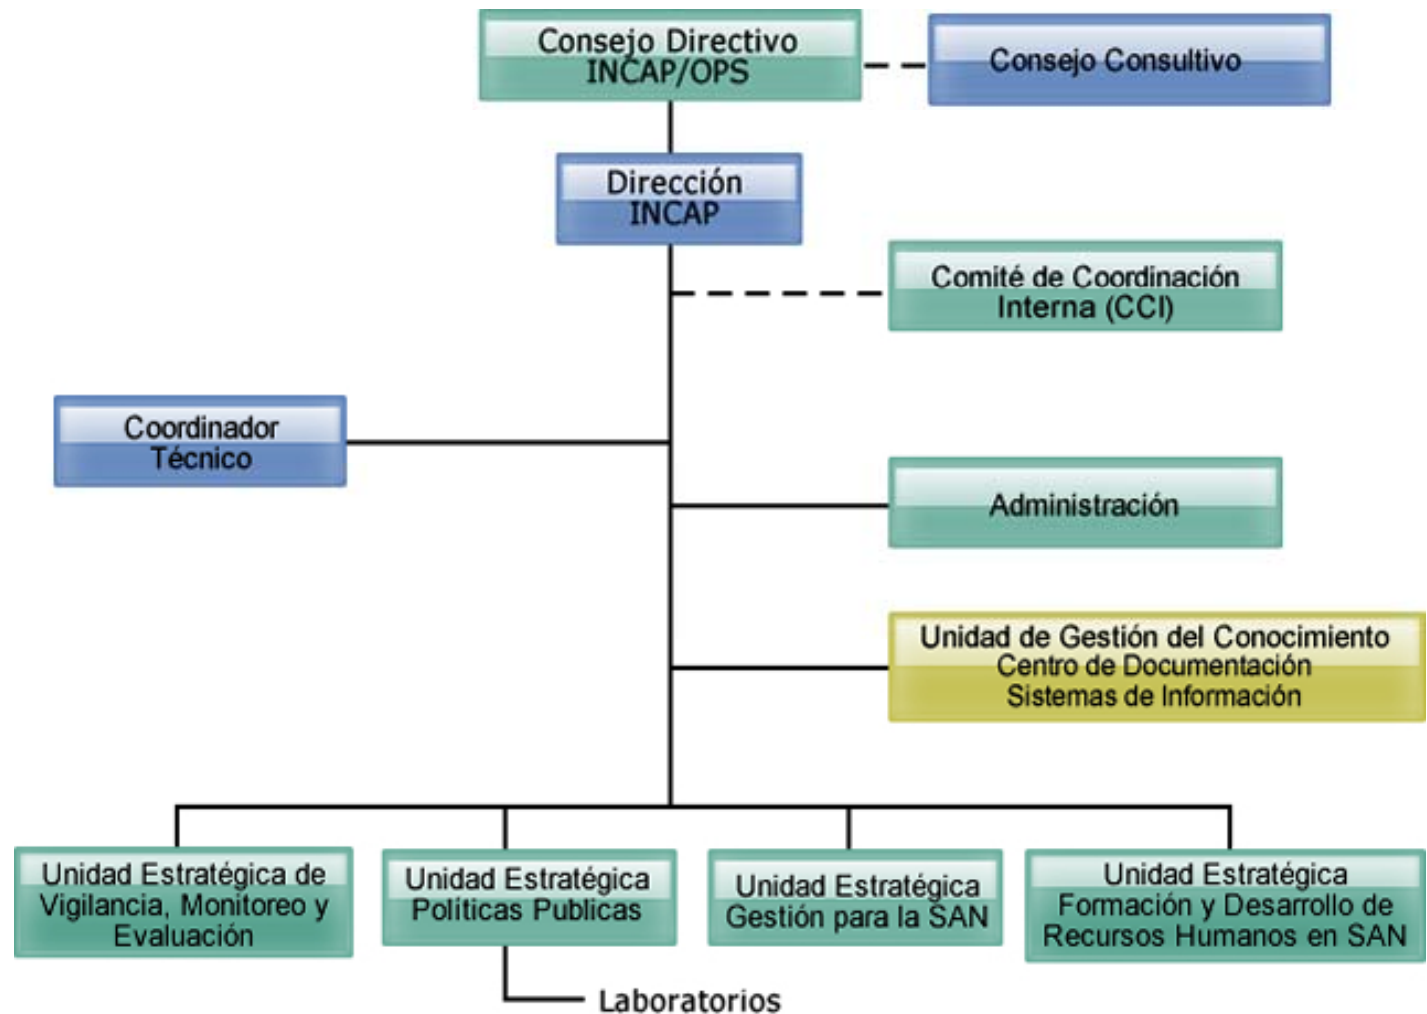 Consejo Directivo
INCAP/OPS
Consejo Consultivo
Dirección
INCAP
Comité de Coordinación
Interna (CCI)
Coordinador
Técnico
Administración
Unidad de Gestión del Conocimiento
Centro de Documentación
Sistemas de Información
Unidad Estratégica de
Vigilancia, Monitoreo y
Evaluación
Unidad Estratégica
Políticas Publicas
Unidad Estratégica
Gestión para la SAN
Unidad Estratégica
Formación y Desarrollo de
Recursos Humanos en SAN
Laboratorios